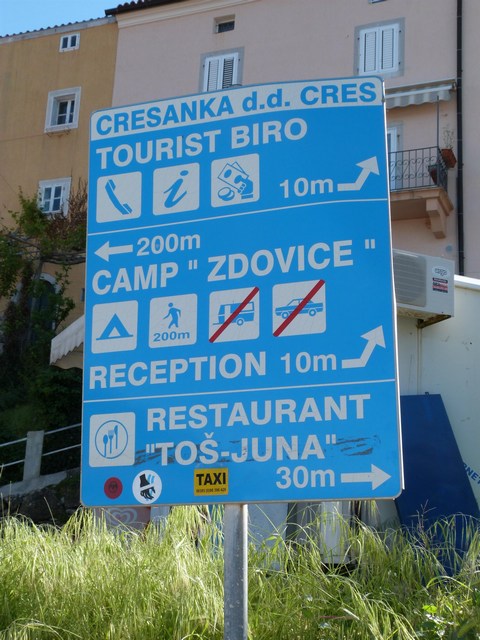 CRESANKA d.d. CRES
TOURIST BIRO
10m
200m
CAMP " ZDOVICE "
200m
RECEPTION 10m
RESTAURANT
"TOŠ-JUNA"
TAXI
30m